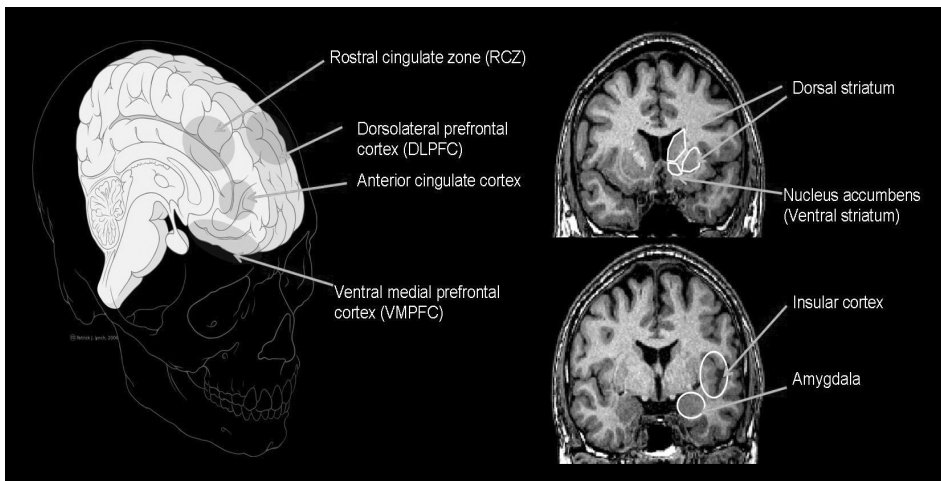 Rostral cingulate zone (RCZ)
Dorsolateral prefrontal
cortex (DLPFC)
Anterior cingulate cortex
Ventral medial prefrontal
cortex (VMPFC)
Dorsal striatum
Nucleus accumbens
(Ventral striatum)
Insular cortex
Amygdala